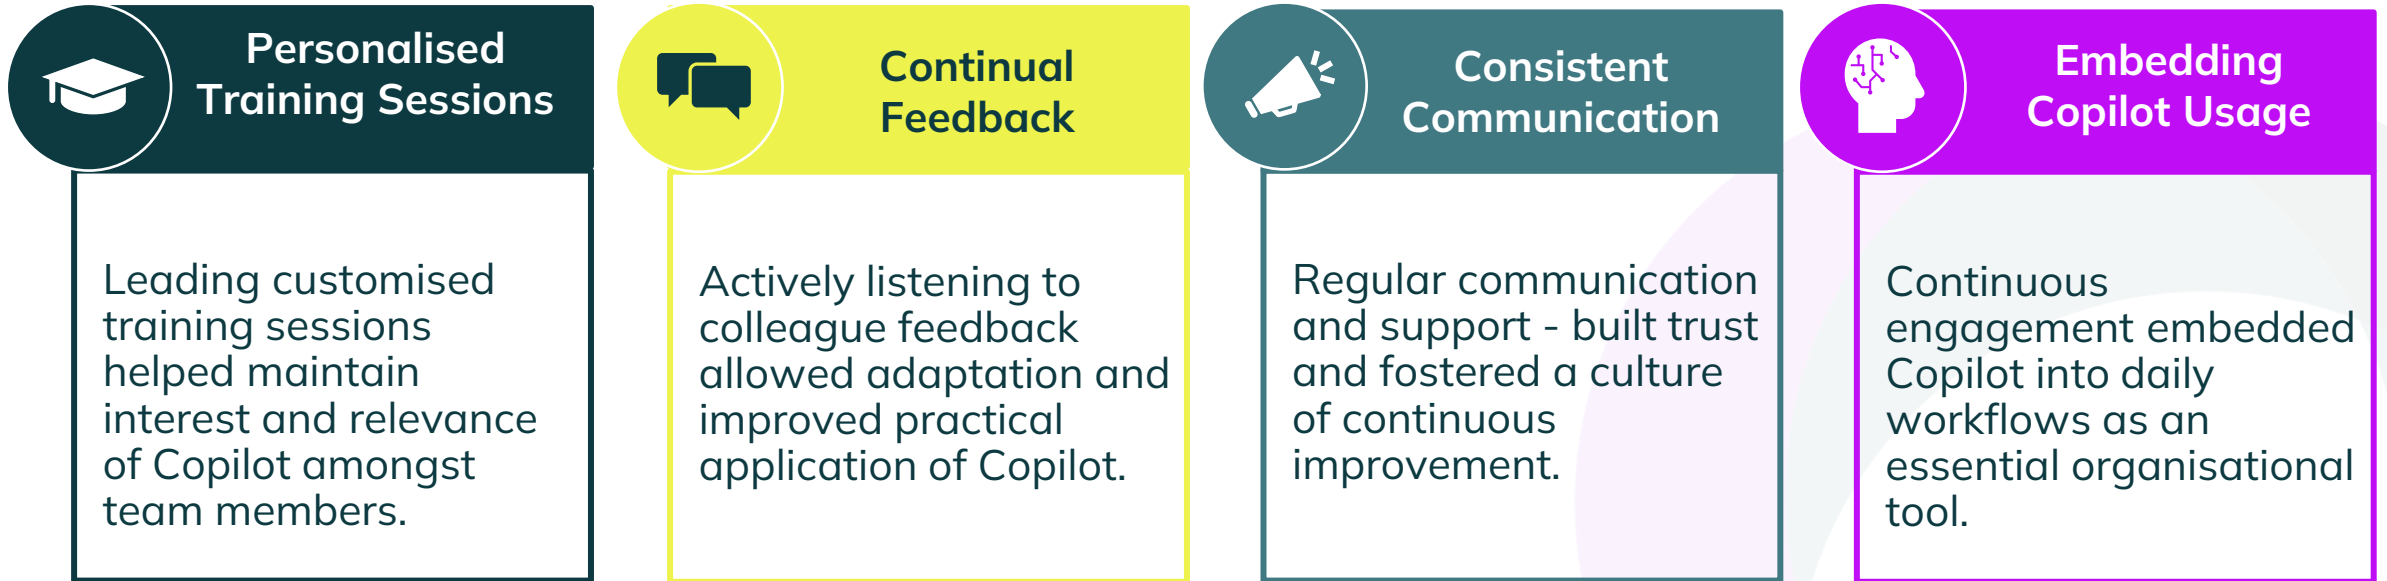 Personalised
Training Sessions
Leading customised
training sessions
helped maintain
interest and relevance
of Copilot amongst
team members.
Continual
Feedback
Actively listening to
colleague feedback
allowed adaptation and
improved practical
application of Copilot.
Consistent
Communication
Regular communication
and support - built trust
and fostered a culture
of continuous
improvement.
Embedding
Copilot Usage
Continuous
engagement embedded
Copilot into daily
workflows as an
essential organisational
tool.